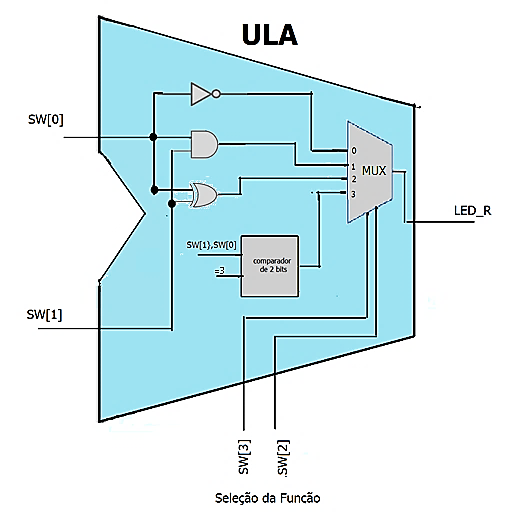 ULA
SW[0]
0
1
MUX
2
3
LED_R
SW[1],SW[0]
=3
comparador
de 2 bits
SW[1]
SW[3]
SW[2]
Seleção da Funcão